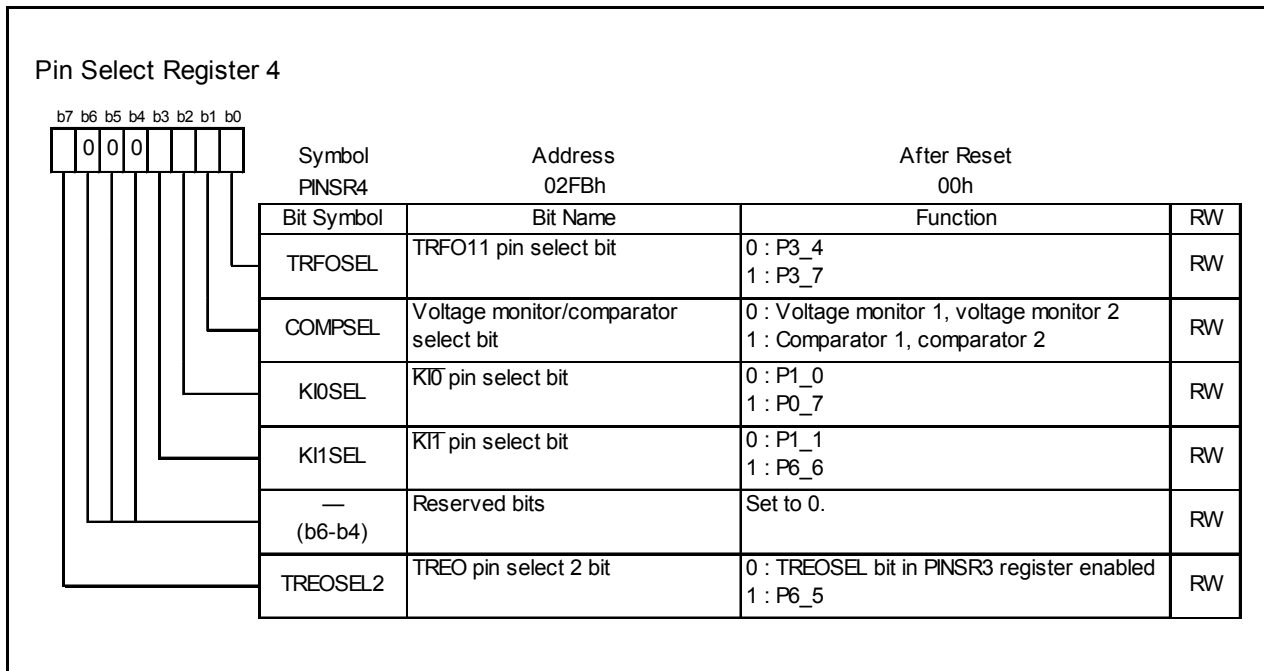 Pin Select Register 4
b7 b6 b5 b4 b3 b2 b1 b0
0 0 0
Symbol Address After Reset
PINSR4 02FBh 00h
Bit Symbol Bit Name Function RW
TRFOSEL TRFO11 pin select bit 0 : P3_4 RW
1 : P3_7
COMPSEL Voltage monitor/comparator 0 : Voltage monitor 1, voltage monitor 2 RW
select bit 1 : Comparator 1, comparator 2
KI0SEL K̅I̅0̅ pin select bit 0 : P1_0 RW
1 : P0_7
KI1SEL K̅I̅1̅ pin select bit 0 : P1_1 RW
1 : P6_6
— Reserved bits Set to 0. RW
(b6-b4)
TREOSEL2 TREO pin select 2 bit 0 : TREOSEL bit in PINSR3 register enabled RW
1 : P6_5